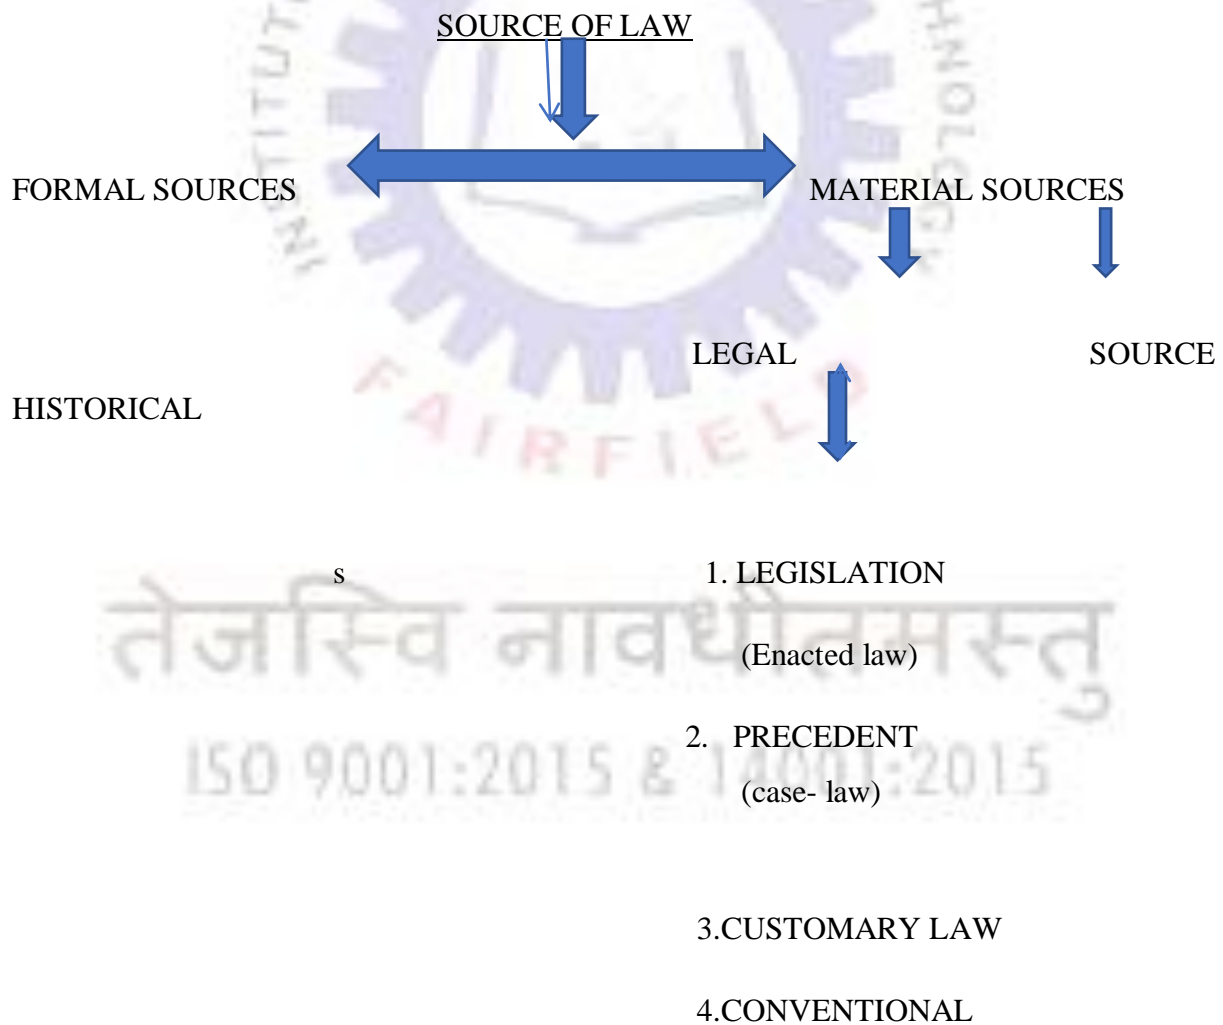 SOURCE OF LAW
FORMAL SOURCES MATERIAL SOURCES
LEGAL SOURCE
HISTORICAL
s 1. LEGISLATION
(Enacted law)
2. PRECEDENT
(case- law)
3.CUSTOMARY LAW
4.CONVENTIONAL
FAIRFIELD
तेजस्वि नावधीतमस्तु
ISO 9001:2015 & 14001:2015